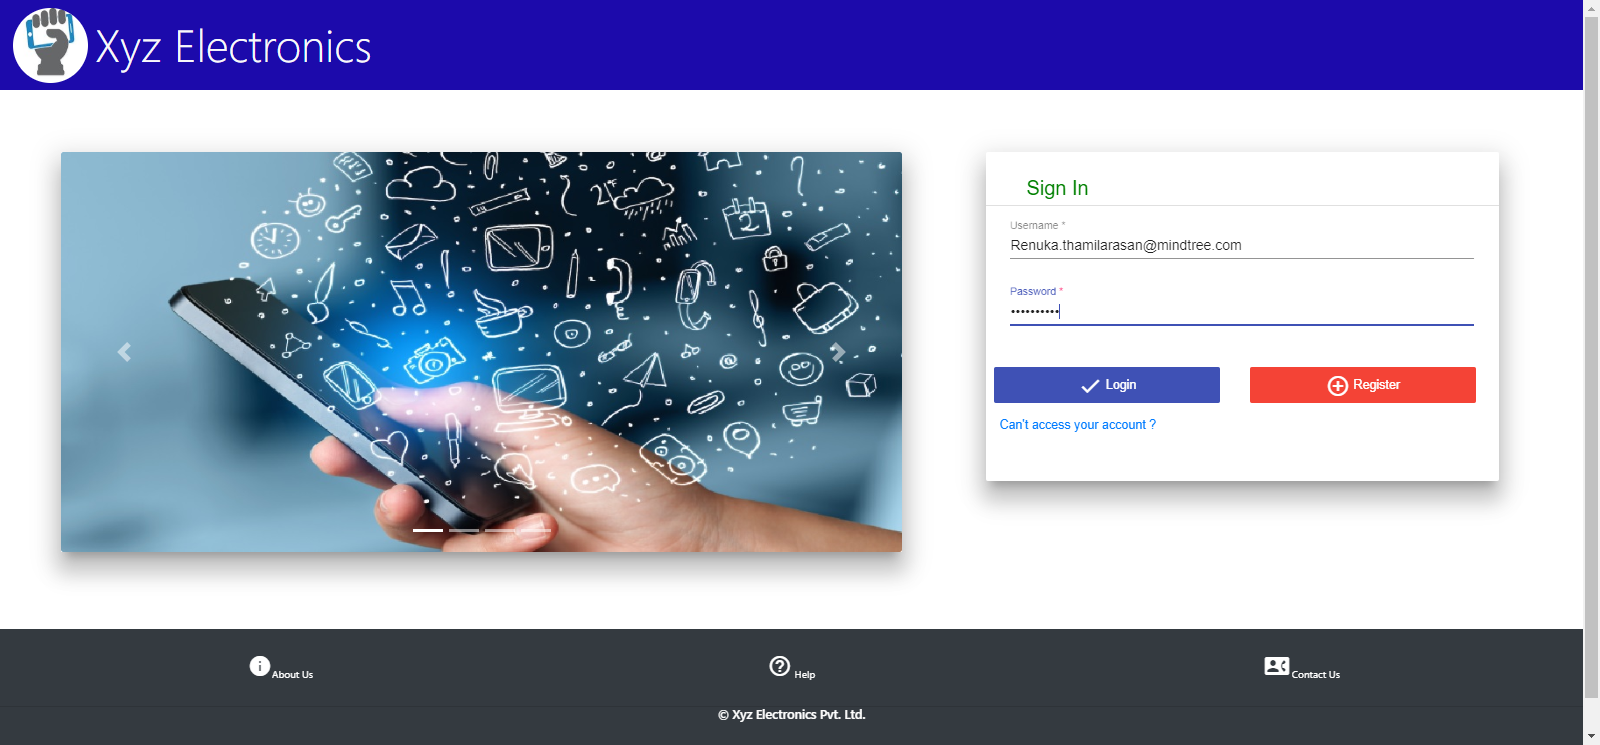 Xyz Electronics
Sign In
Username *
Renuka.thamilarasan@mindtree.com
Password *
••••••••••
Login
Register
Can't access your account ?
About Us
Help
Contact Us
© Xyz Electronics Pvt. Ltd.